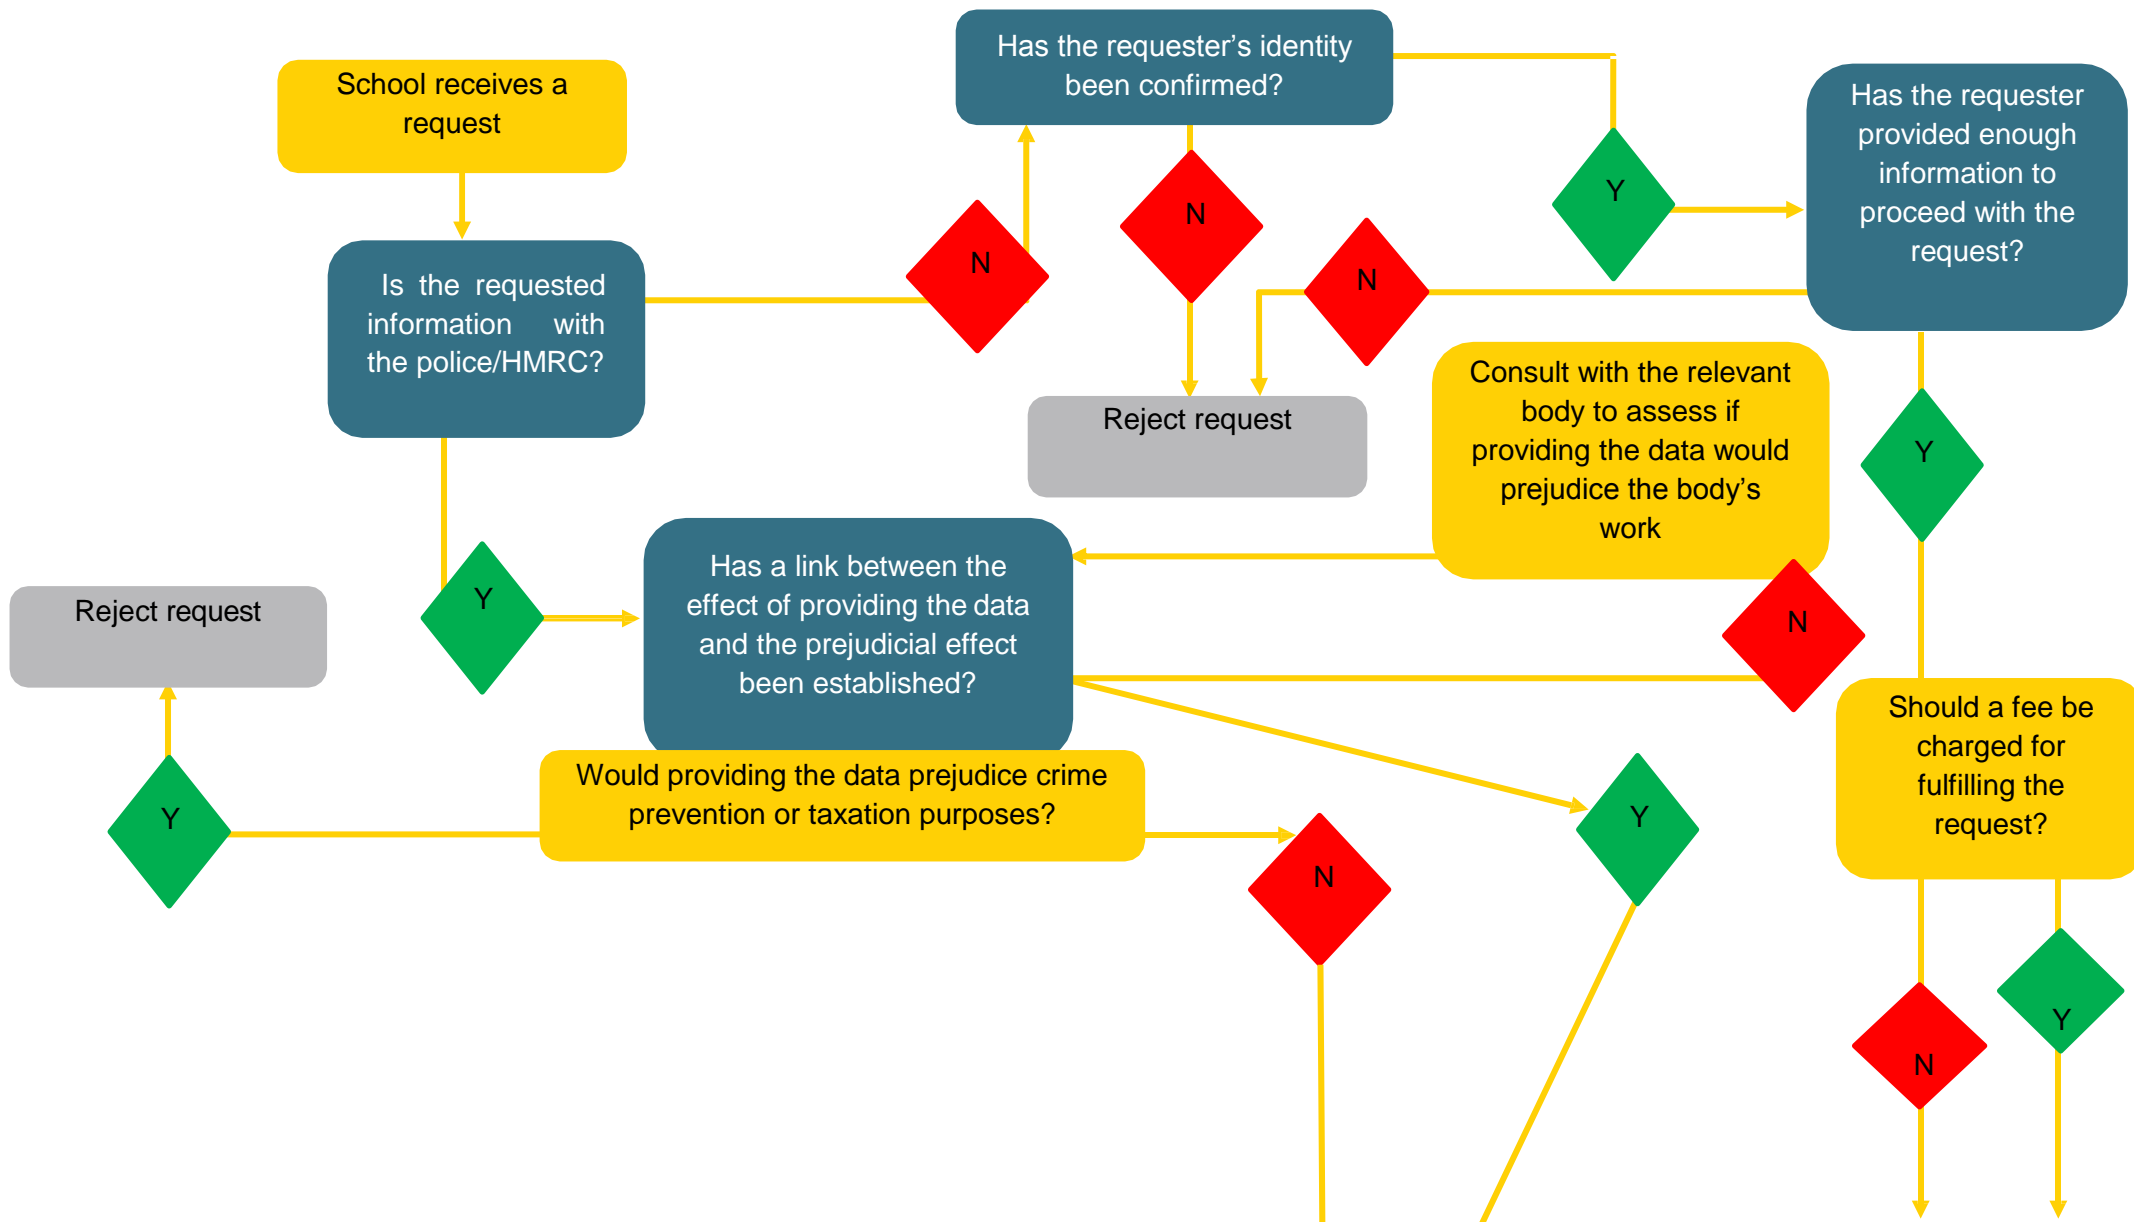 School receives a
request
Has the requester’s identity
been confirmed?
Has the requester
provided enough
information to
proceed with the
request?
Y
N
N
N
Is the requested
information with
the police/HMRC?
Reject request
Consult with the relevant
body to assess if
providing the data would
prejudice the body’s
work
Y
Has a link between the
effect of providing the data
and the prejudicial effect
been established?
Y
N
Reject request
Should a fee be
charged for
fulfilling the
request?
Would providing the data prejudice crime
prevention or taxation purposes?
Y
N
Y
Y
N